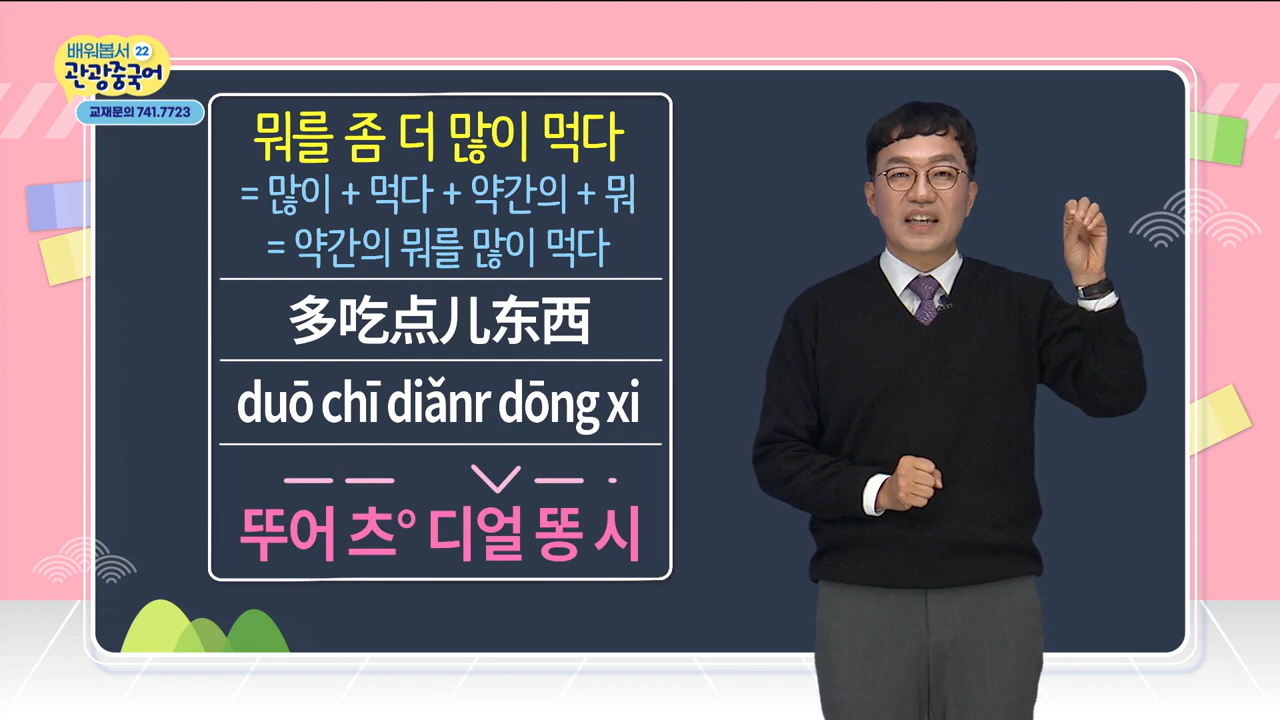 배워봅서 22
관광중국어
교재문의 741.7723
뭐를 좀 더 많이 먹다
= 많이 + 먹다 + 약간의 + 뭐
= 약간의 뭐를 많이 먹다
多吃点儿东西
duō chī diǎnr dōng xi
뚜어 츠° 디얼 똥 시